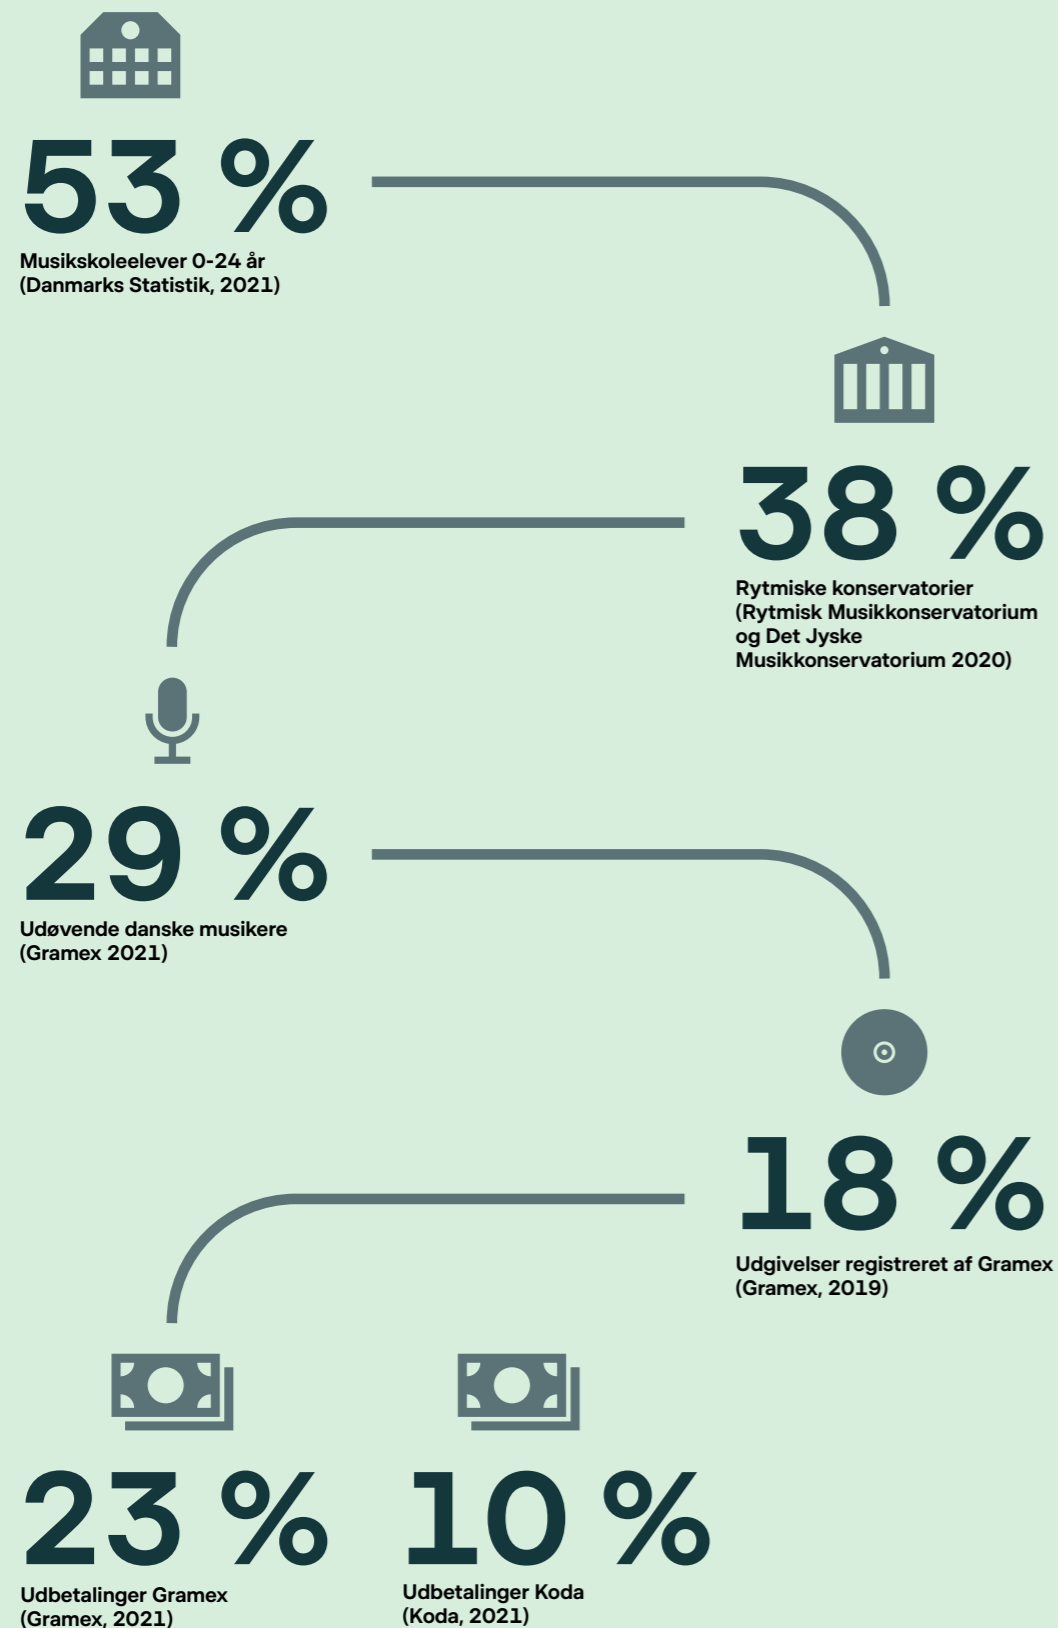 53 %
Musikskoleelever 0-24 år
(Danmarks Statistik, 2021)
38 %
Rytmiske konservatorier
(Rytmisk Musikkonservatorium
og Det Jyske
Musikkonservatorium 2020)
29 %
Udøvende danske musikere
(Gramex 2021)
18 %
Udgivelser registreret af Gramex
(Gramex, 2019)
23 %
Udbetalinger Gramex
(Gramex, 2021)
10 %
Udbetalinger Koda
(Koda, 2021)